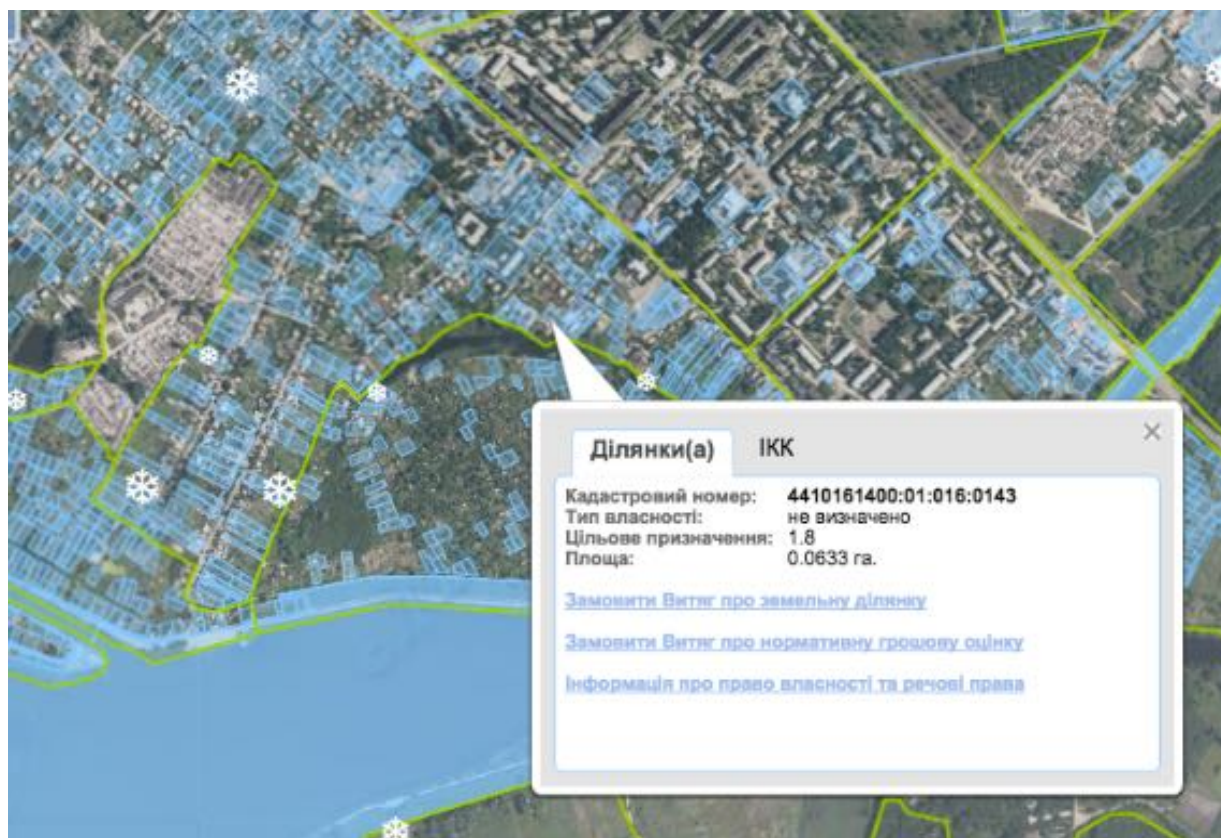 Ділянки(а) ІКК
Кадастровий номер: 4410161400:01:016:0143
Тип власності: не визначено
Цільове призначення: 1.8
Площа: 0.0633 га.
Замовити Витяг про земельну ділянку
Замовити Витяг про нормативну грошову оцінку
Інформація про право власності та речові права